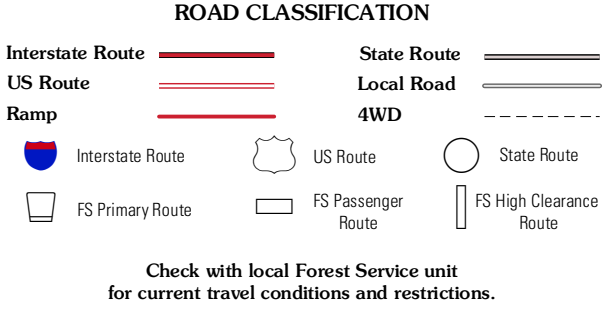 ROAD CLASSIFICATION
Interstate Route
State Route
US Route
Local Road
Ramp
4WD
Interstate Route
US Route
State Route
FS Primary Route
FS Passenger
Route
FS High Clearance
Route
Check with local Forest Service unit
for current travel conditions and restrictions.